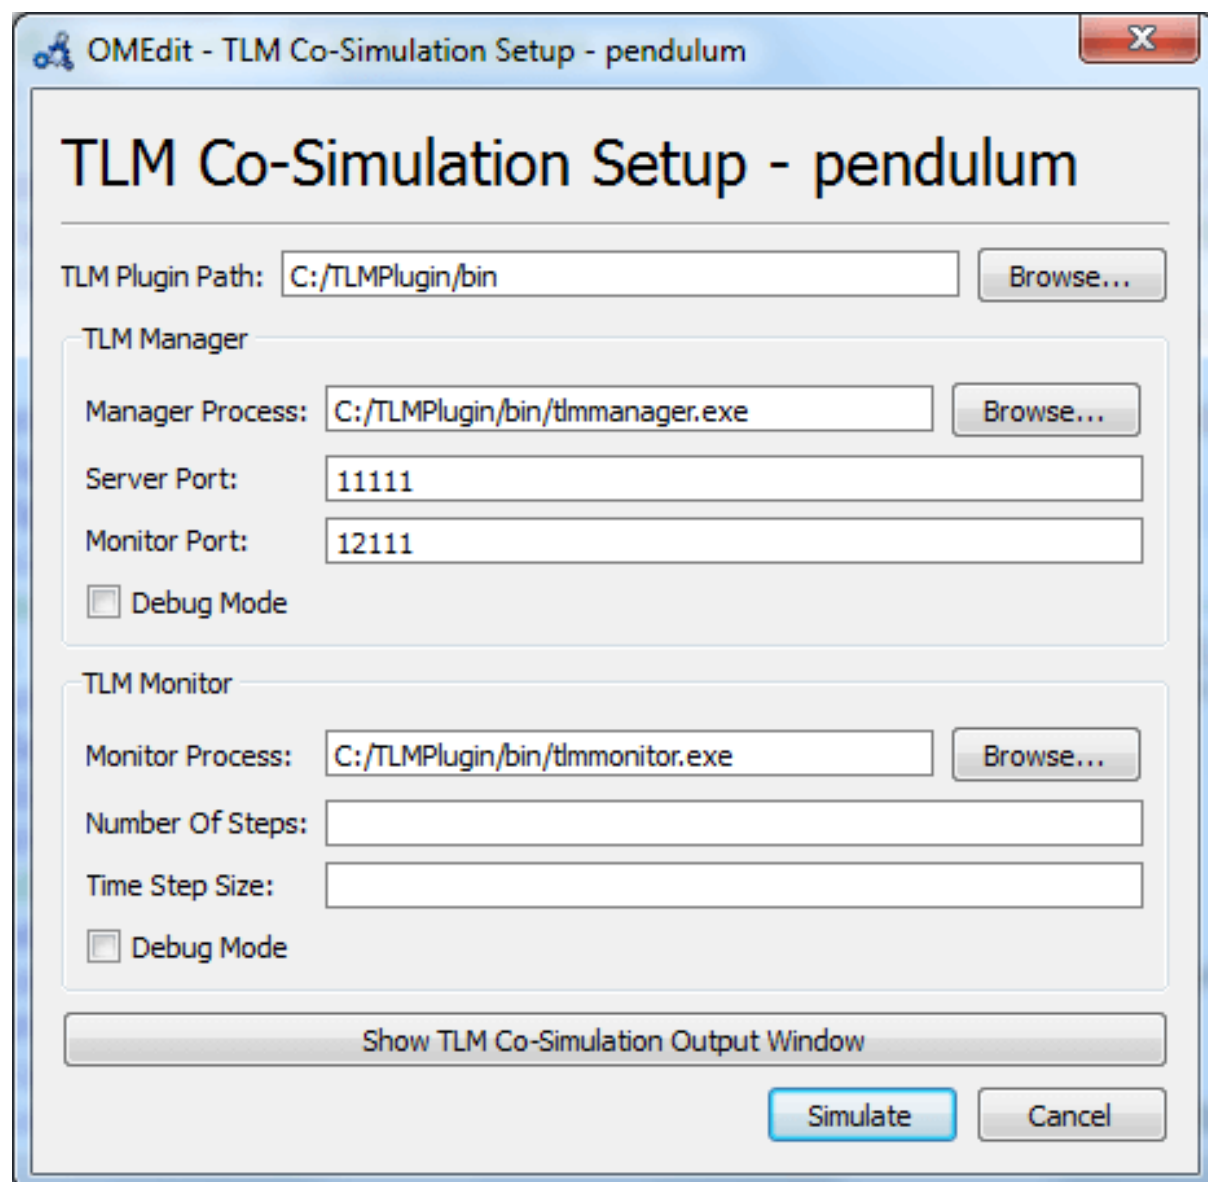 OMEdit - TLM Co-Simulation Setup - pendulum
TLM Co-Simulation Setup - pendulum
TLM Plugin Path: C:/TLMPlugin/bin Browse...
TLM Manager
Manager Process: C:/TLMPlugin/bin/tlmmanager.exe Browse...
Server Port: 11111
Monitor Port: 12111
Debug Mode
TLM Monitor
Monitor Process: C:/TLMPlugin/bin/tlmmonitor.exe Browse...
Number Of Steps:
Time Step Size:
Debug Mode
Show TLM Co-Simulation Output Window
Simulate Cancel